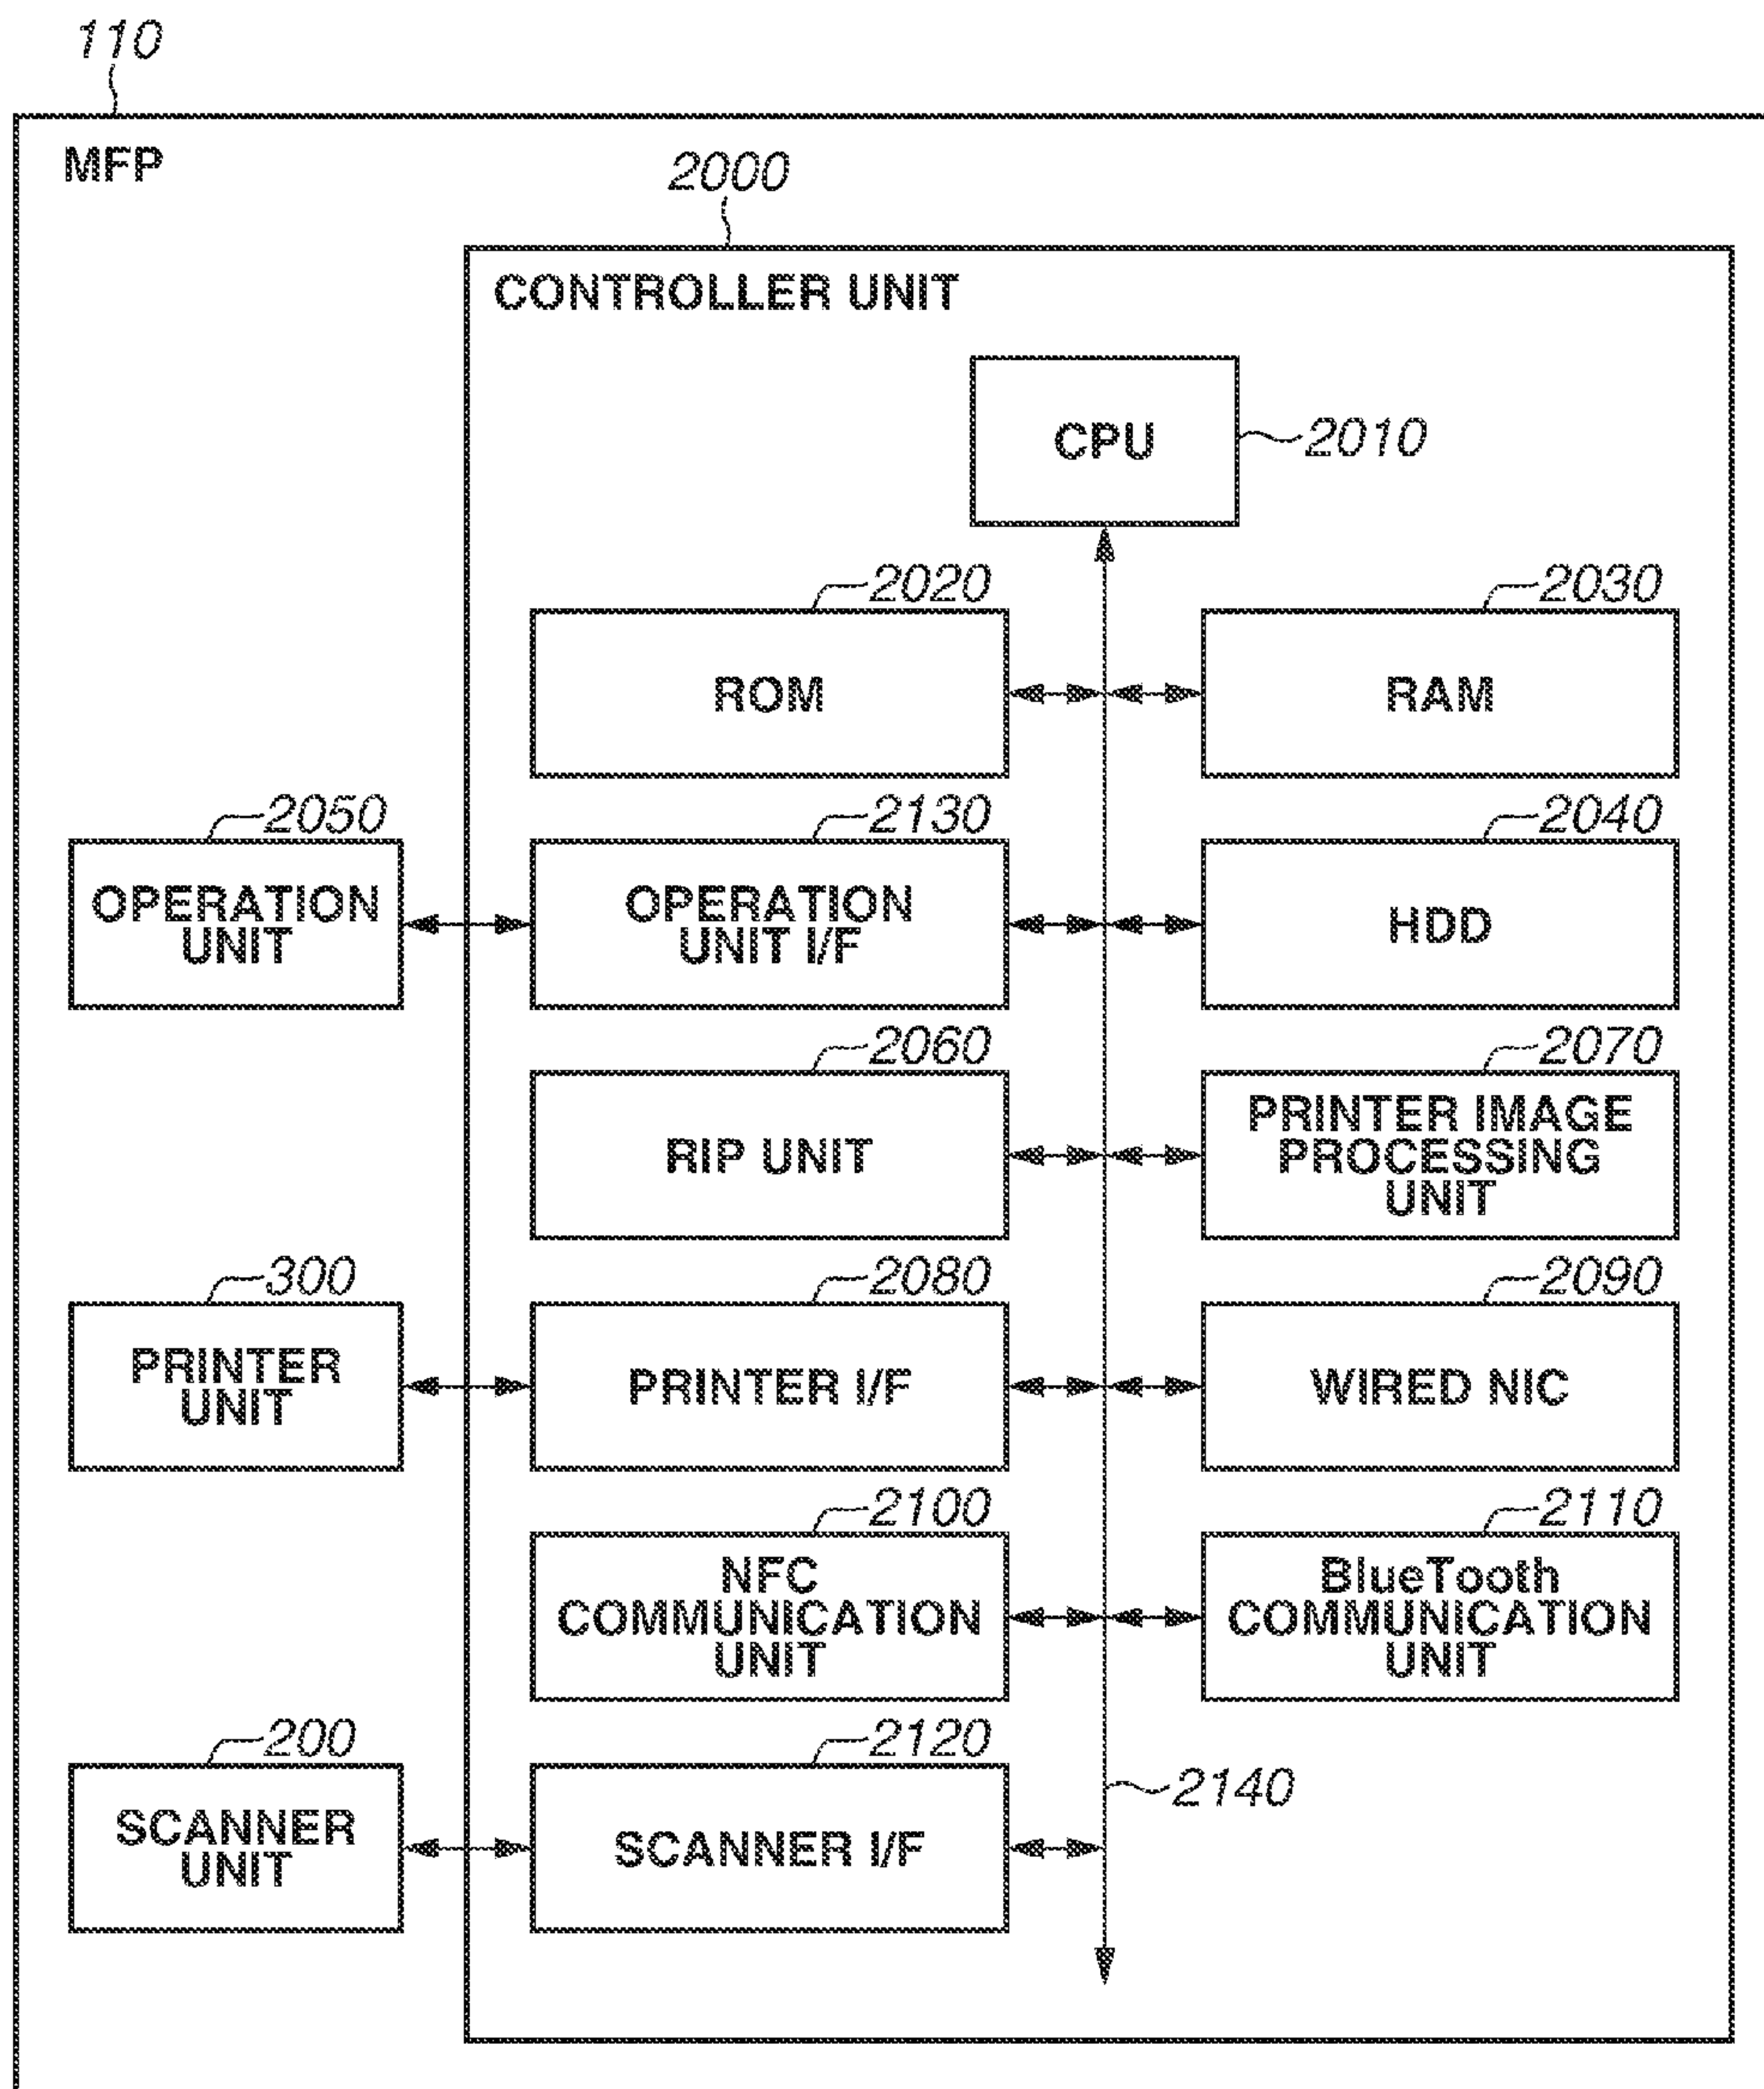 110
MFP
2000
CONTROLLER UNIT
CPU
2010
2020
2030
ROM
RAM
2050
2130
2040
OPERATION
UNIT
OPERATION
UNIT I/F
HDD
2060
2070
RIP UNIT
PRINTER IMAGE
PROCESSING
UNIT
300
2080
2090
PRINTER
UNIT
PRINTER I/F
WIRED NIC
2100
2110
NFC
COMMUNICATION
UNIT
BlueTooth
COMMUNICATION
UNIT
200
2120
2140
SCANNER
UNIT
SCANNER I/F